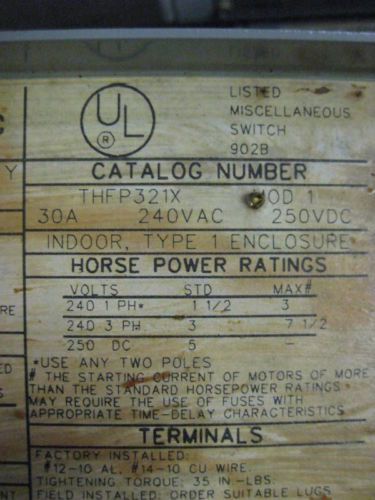 UL
®
LISTED
MISCELLANEOUS
SWITCH
902B
CATALOG NUMBER
THFP321X MOD 1
30A 240VAC 250VDC
INDOOR, TYPE 1 ENCLOSURE
HORSE POWER RATINGS
VOLTS STD MAX#
240 1 PH* 1 1/2 3
240 3 PH 3 7 1/2
250 DC 5 -
*USE ANY TWO POLES
# THE STARTING CURRENT OF MOTORS OF MORE
THAN THE STANDARD HORSEPOWER RATINGS
MAY REQUIRE THE USE OF FUSES WITH
APPROPRIATE TIME-DELAY CHARACTERISTICS
TERMINALS
FACTORY INSTALLED:
#12-10 AL, #14-10 CU WIRE.
TIGHTENING TORQUE: 35 IN-LBS.
FIELD INSTALLED: ORDER SUITABLE LUGS